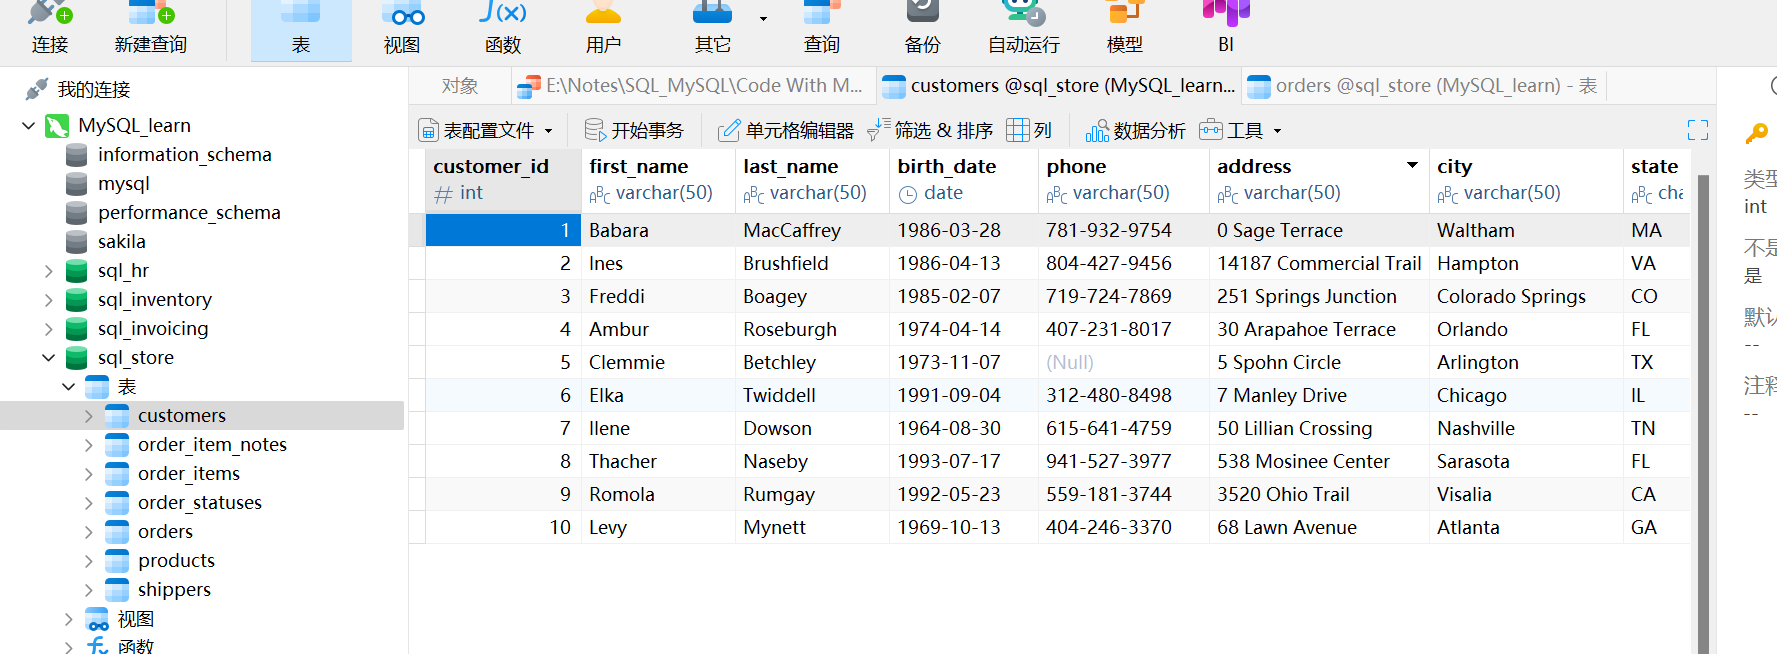 连接 新建查询 表 视图 函数 用户 其它 查询 备份 自动运行 模型 BI
我的连接
MySQL_learn
information_schema
mysql
performance_schema
sakila
sql_hr
sql_inventory
sql_invoicing
sql_store
表
customers
order_item_notes
order_items
order_statuses
orders
products
shippers
视图
函数
对象 E:\Notes\SQL_MySQL\Code With M... customers @sql_store (MySQL_learn... orders @sql_store (MySQL_learn) - 表
表配置文件 开始事务 单元格编辑器 筛选 & 排序 列 数据分析 工具
customer_id first_name last_name birth_date phone address city state
# int ABC varchar(50) ABC varchar(50) date ABC varchar(50) ABC varchar(50) ABC varchar(50) ABC cha
1 Babara MacCaffrey 1986-03-28 781-932-9754 0 Sage Terrace Waltham MA
2 Ines Brushfield 1986-04-13 804-427-9456 14187 Commercial Trail Hampton VA
3 Freddi Boagey 1985-02-07 719-724-7869 251 Springs Junction Colorado Springs CO
4 Ambur Roseburgh 1974-04-14 407-231-8017 30 Arapahoe Terrace Orlando FL
5 Clemmie Betchley 1973-11-07 (Null) 5 Spohn Circle Arlington TX
6 Elka Twiddell 1991-09-04 312-480-8498 7 Manley Drive Chicago IL
7 Ilene Dowson 1964-08-30 615-641-4759 50 Lillian Crossing Nashville TN
8 Thacher Naseby 1993-07-17 941-527-3977 538 Mosinee Center Sarasota FL
9 Romola Rumgay 1992-05-23 559-181-3744 3520 Ohio Trail Visalia CA
10 Levy Mynett 1969-10-13 404-246-3370 68 Lawn Avenue Atlanta GA
类型
int
不是
是
默认
--
注释
--